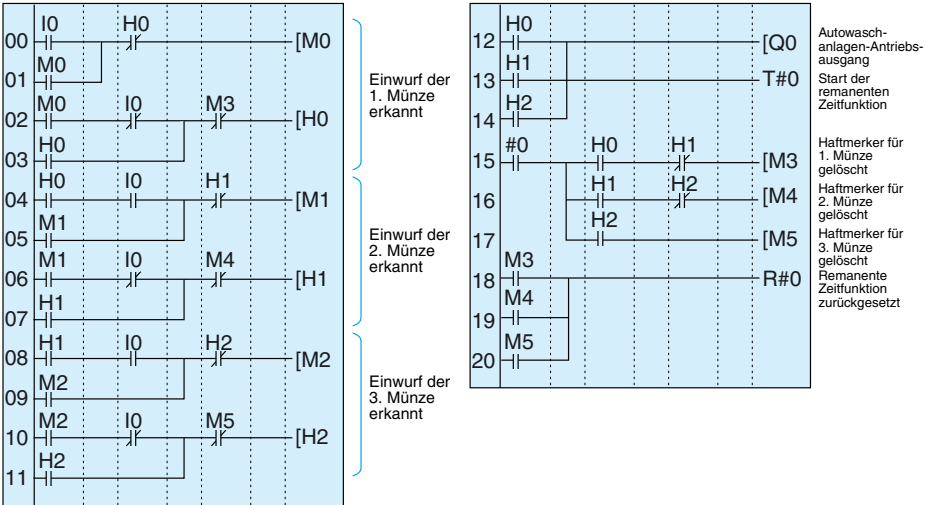 I0 H0
00 [M0
M0
01
M0 I0 M3
02 [H0
H0
03
H0 I0 H1
04 [M1
M1
05
M1 I0 M4
06 [H1
H1
07
H1 I0 H2
08 [M2
M2
09
M2 I0 M5
10 [H2
H2
11
Einwurf der
1. Münze
erkannt
Einwurf der
2. Münze
erkannt
Einwurf der
3. Münze
erkannt
H0
12 [Q0
H1
13 T#0
H2
14
#0 H0 H1
15 [M3
H1 H2
16 [M4
H2
17 [M5
M3
18 R#0
M4
19
M5
20
Autowasch-
anlagen-Antriebs-
ausgang
Start der
remanenten
Zeitfunktion
Haftmerker für
1. Münze
gelöscht
Haftmerker für
2. Münze
gelöscht
Haftmerker für
3. Münze
gelöscht
Remanente
Zeitfunktion
zurückgesetzt